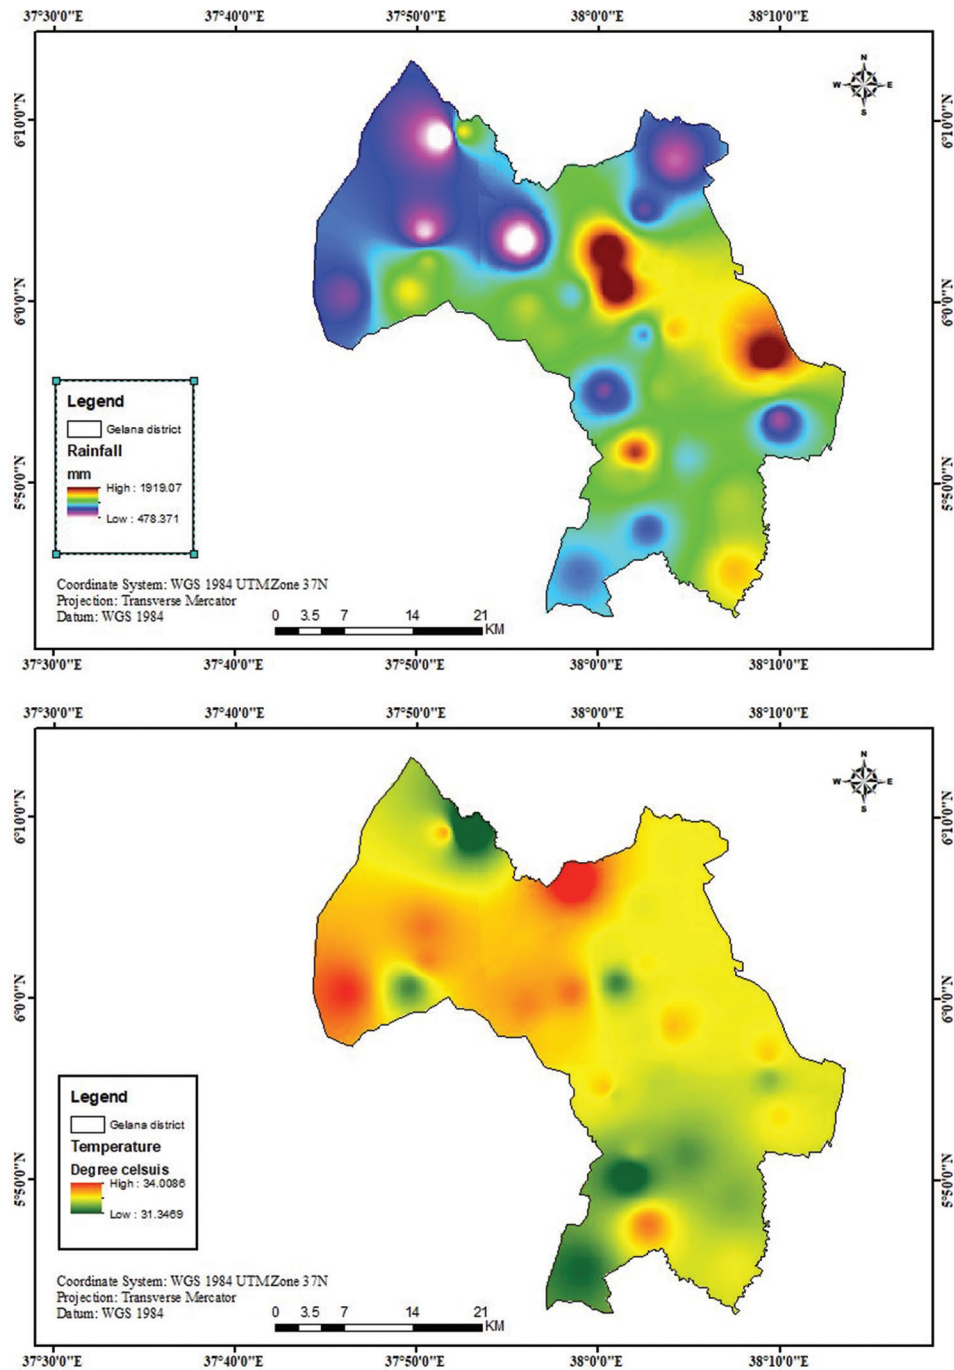 37°30'0"E 37°40'0"E 37°50'0"E 38°0'0"E 38°10'0"E
N
W E
S
6°10'0"N 6°10'0"N
6°0'0"N 6°0'0"N
Legend
Gelana district
Rainfall
mm
High : 1919.07
Low : 478.371
5°50'0"N 5°50'0"N
Coordinate System: WGS 1984 UTMZone 37N
Projection: Transverse Mercator
Datum: WGS 1984
0 3.5 7 14 21
KM
37°30'0"E 37°40'0"E 37°50'0"E 38°0'0"E 38°10'0"E
37°30'0"E 37°40'0"E 37°50'0"E 38°0'0"E 38°10'0"E
N
W E
S
6°10'0"N 6°10'0"N
6°0'0"N 6°0'0"N
Legend
Gelana district
Temperature
Degree celsuis
High : 34.0086
Low : 31.3469
5°50'0"N 5°50'0"N
Coordinate System: WGS 1984 UTMZone 37N
Projection: Transverse Mercator
Datum: WGS 1984
0 3.5 7 14 21
KM
37°30'0"E 37°40'0"E 37°50'0"E 38°0'0"E 38°10'0"E